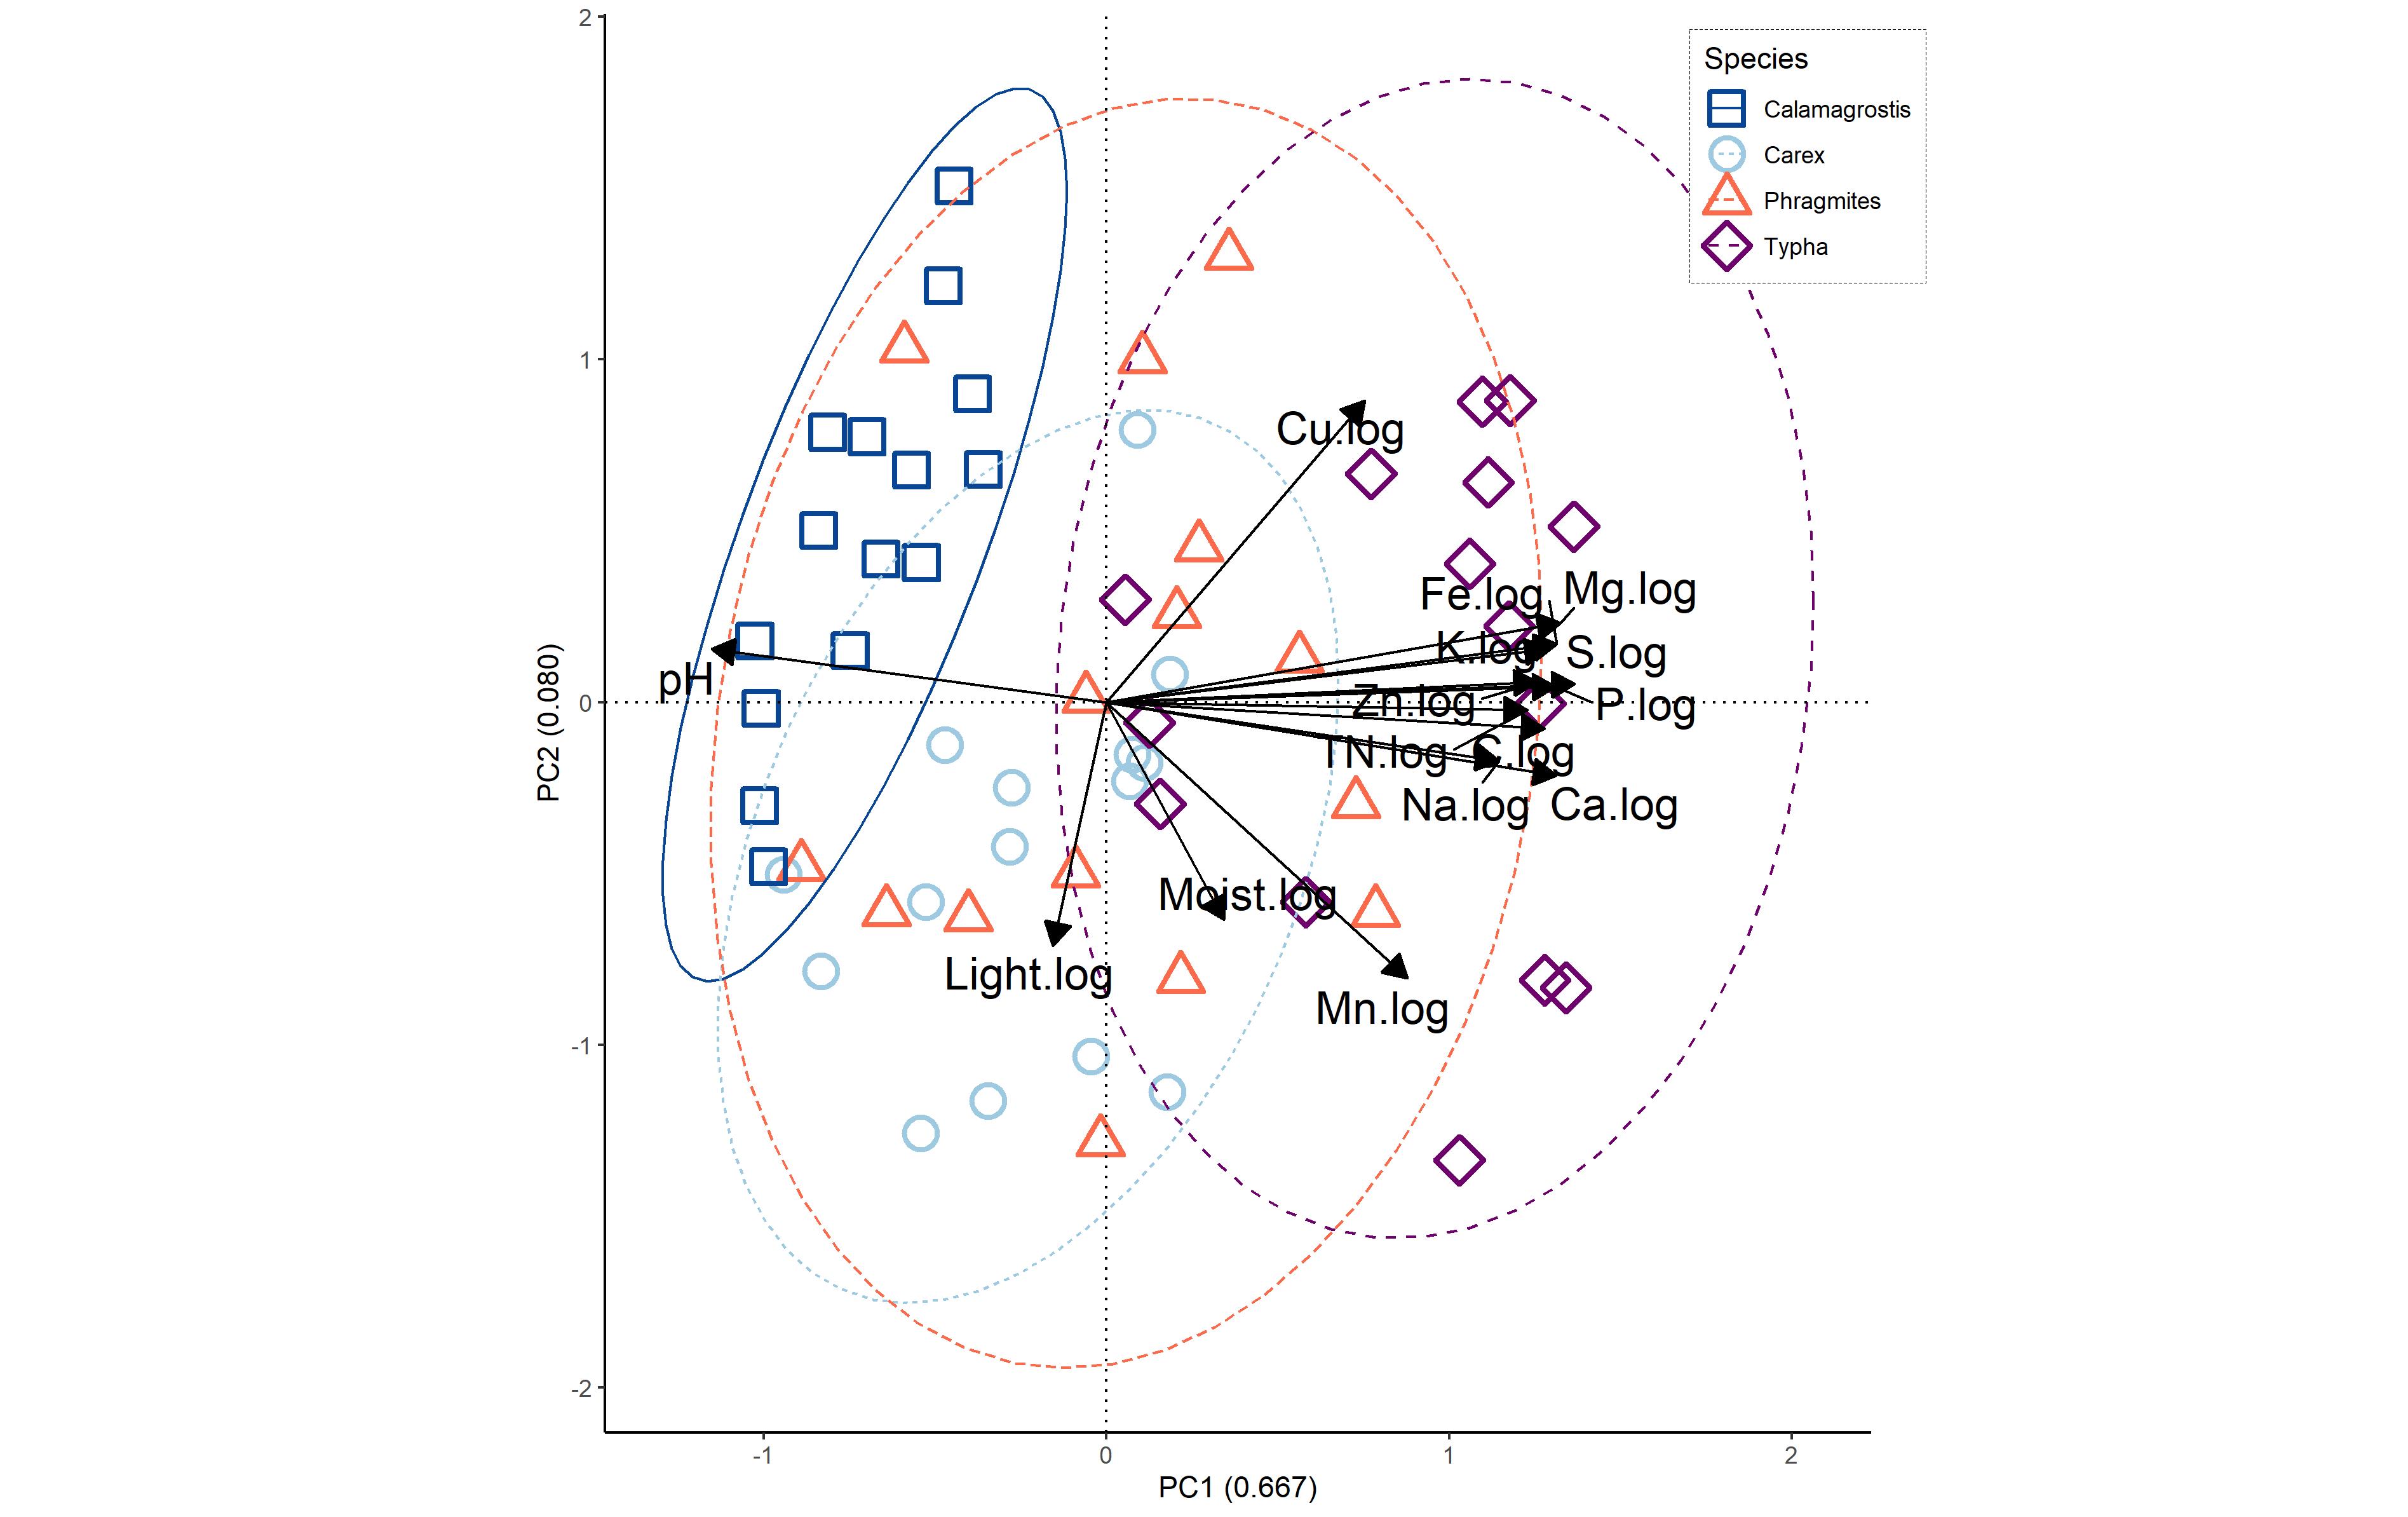 2
Species
Calamagrostis
Carex
Phragmites
Typha
1
Cu.log
Fe.log
Mg.log
K.log
S.log
pH
0
Zn.log
P.log
TN.log
C.log
Na.log
Ca.log
Moist.log
Light.log
Mn.log
-1
-2
PC2 (0.080)
-1
0
1
2
PC1 (0.667)